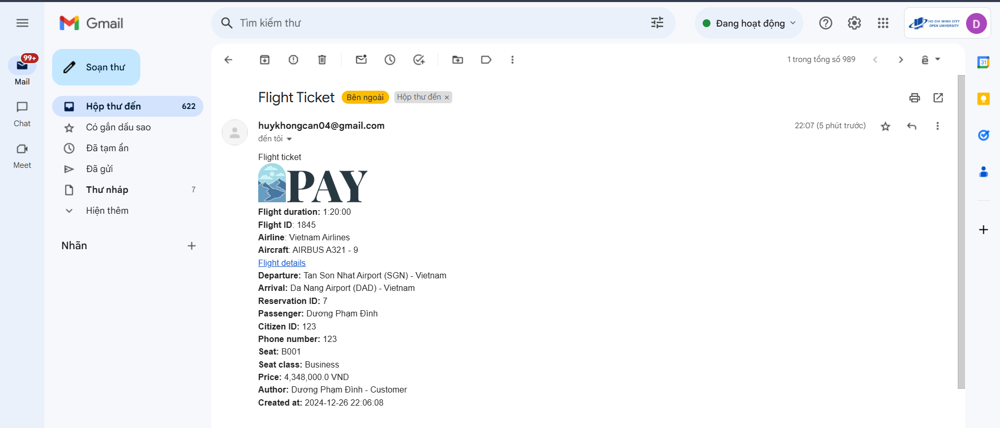 Gmail
Tìm kiếm thư
Đang hoạt động
HO CHI MINH CITY
OPEN UNIVERSITY
D
99+
Mail
Chat
Meet
Soạn thư
Hộp thư đến 622
Có gắn dấu sao
Đã tạm ẩn
Đã gửi
Thư nháp 7
Hiện thêm
Nhãn
1 trong tổng số 989
ê
31
Flight Ticket Bên ngoài Hộp thư đến ×
huykhongcan04@gmail.com
22:07 (5 phút trước)
đến tôi
Flight ticket
PAY
Flight duration: 1:20:00
Flight ID: 1845
Airline: Vietnam Airlines
Aircraft: AIRBUS A321 - 9
Flight details
Departure: Tan Son Nhat Airport (SGN) - Vietnam
Arrival: Da Nang Airport (DAD) - Vietnam
Reservation ID: 7
Passenger: Dương Phạm Đình
Citizen ID: 123
Phone number: 123
Seat: B001
Seat class: Business
Price: 4,348,000.0 VND
Author: Dương Phạm Đình - Customer
Created at: 2024-12-26 22:06:08